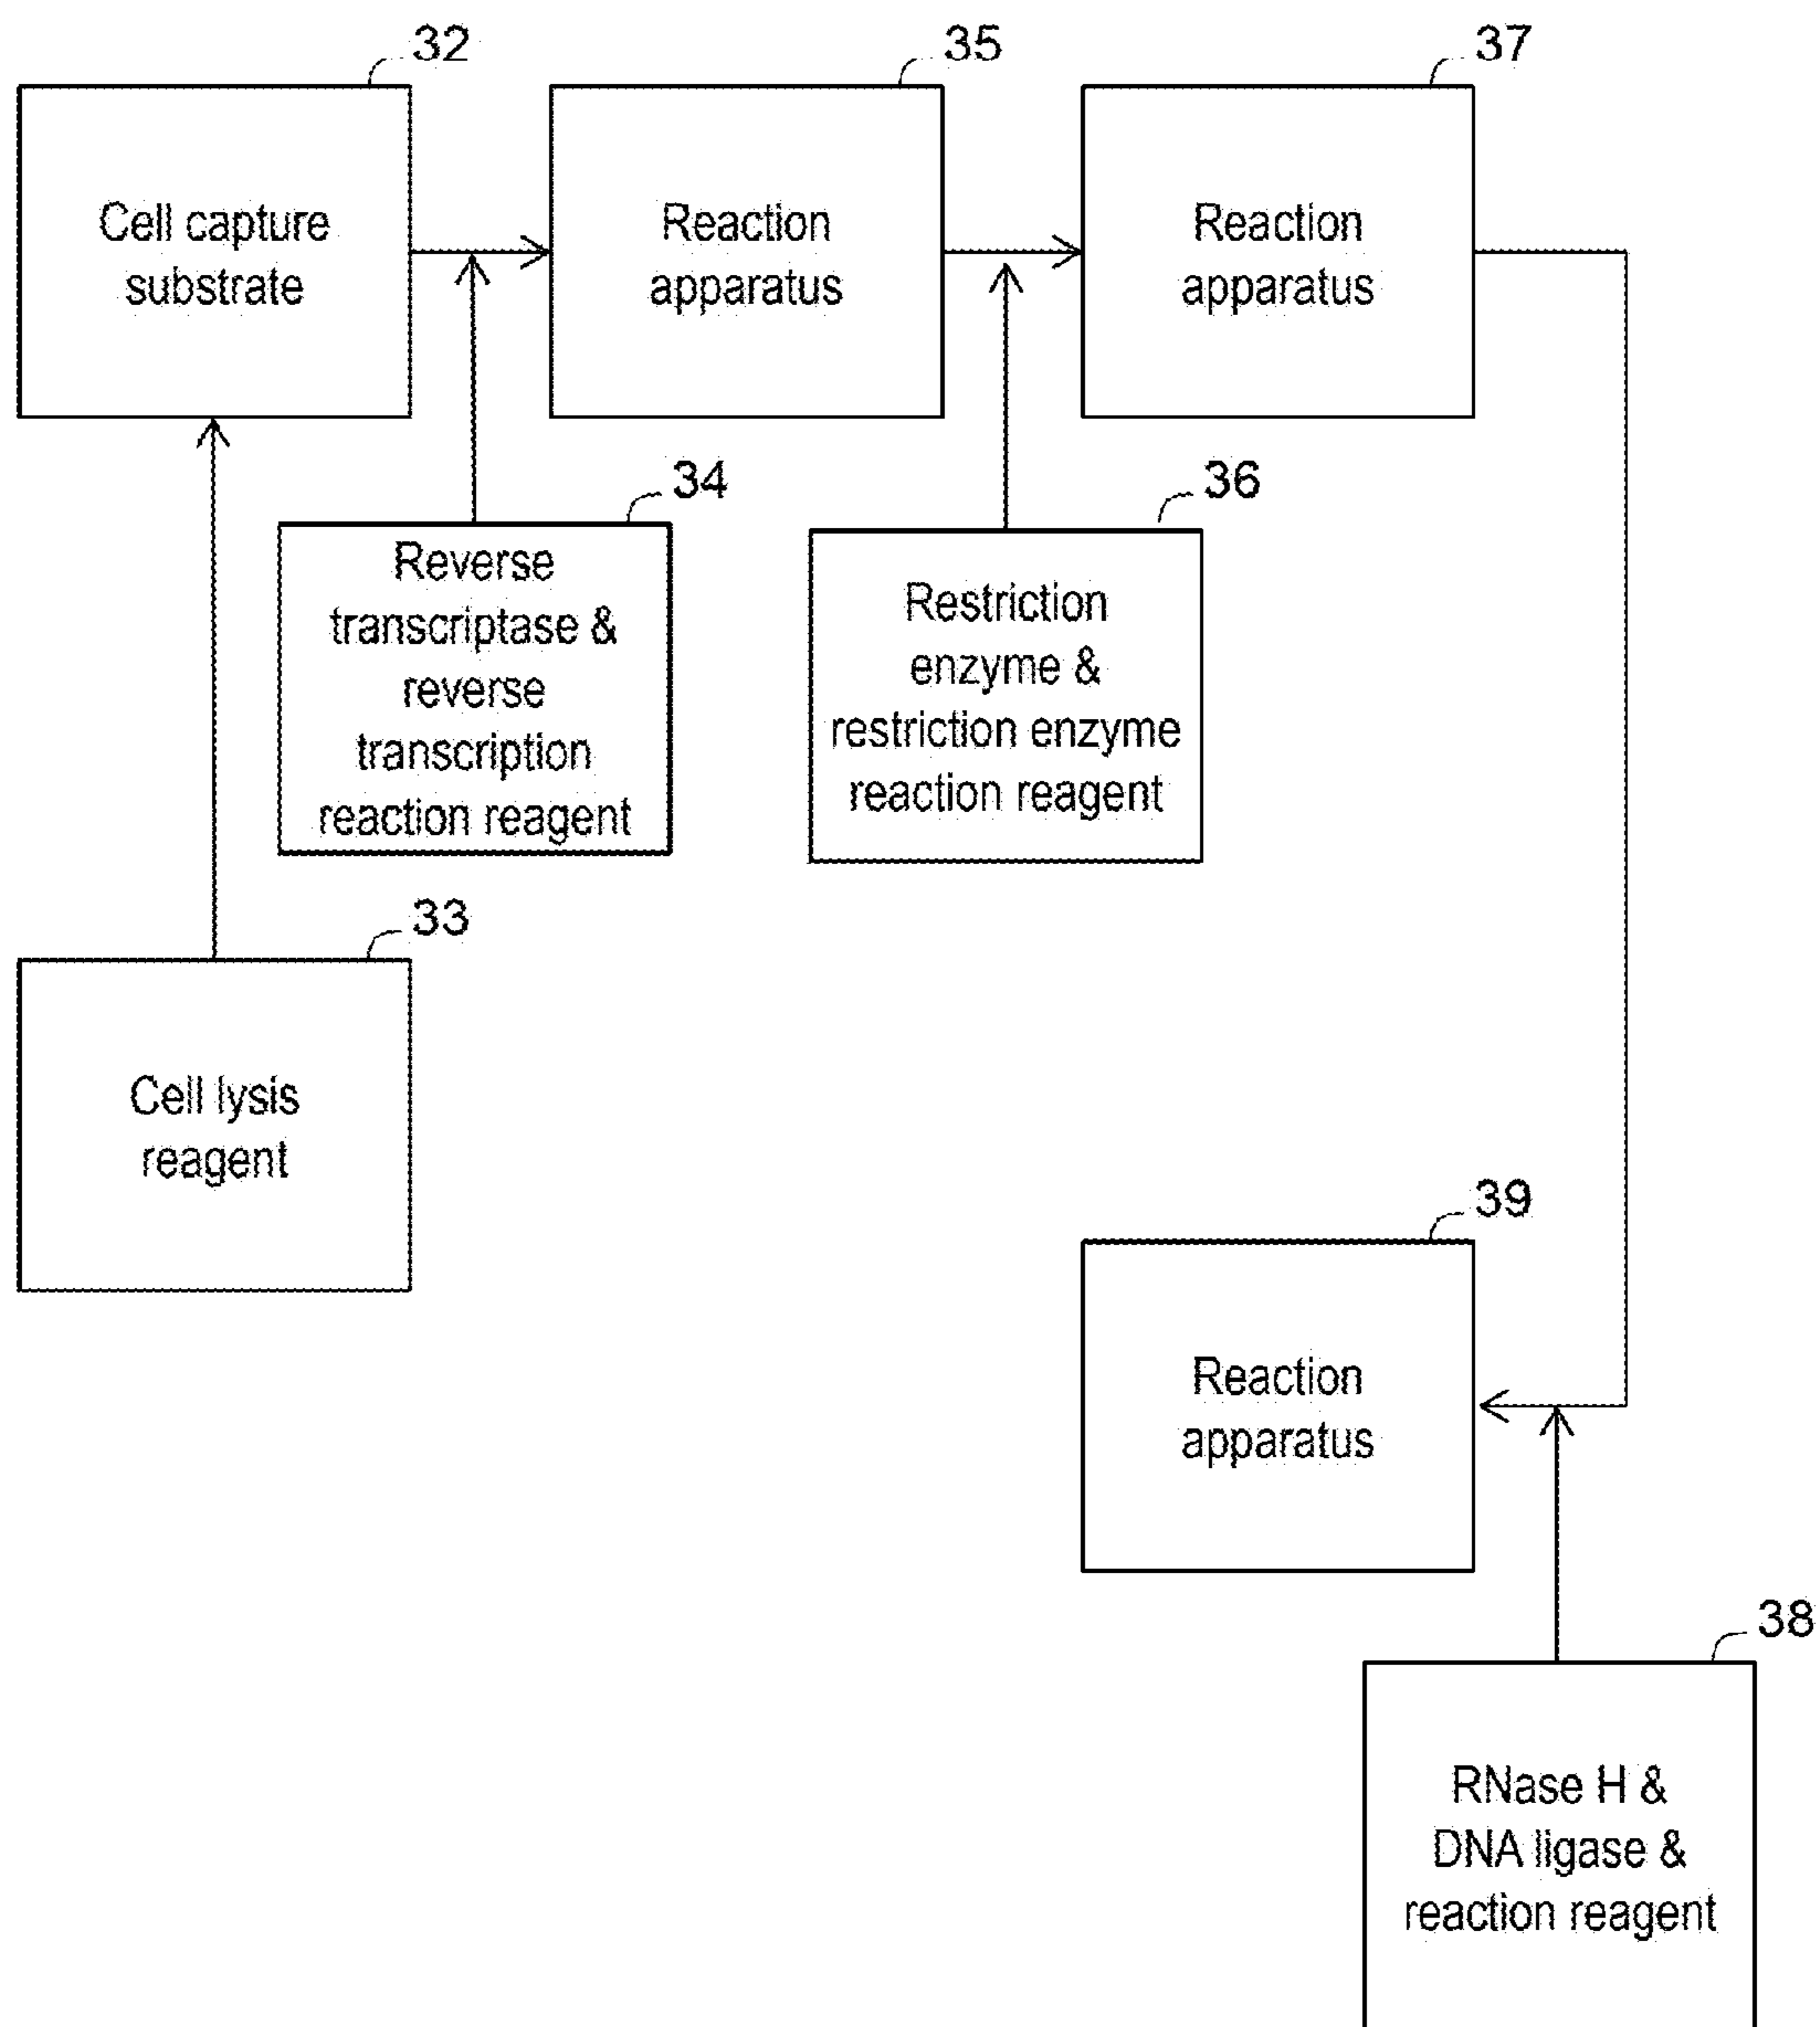 32
35
37
Cell capture
substrate
Reaction
apparatus
Reaction
apparatus
34
36
Reverse
transcriptase &
reverse
transcription
reaction reagent
Restriction
enzyme &
restriction enzyme
reaction reagent
33
Cell lysis
reagent
39
Reaction
apparatus
38
RNase H &
DNA ligase &
reaction reagent